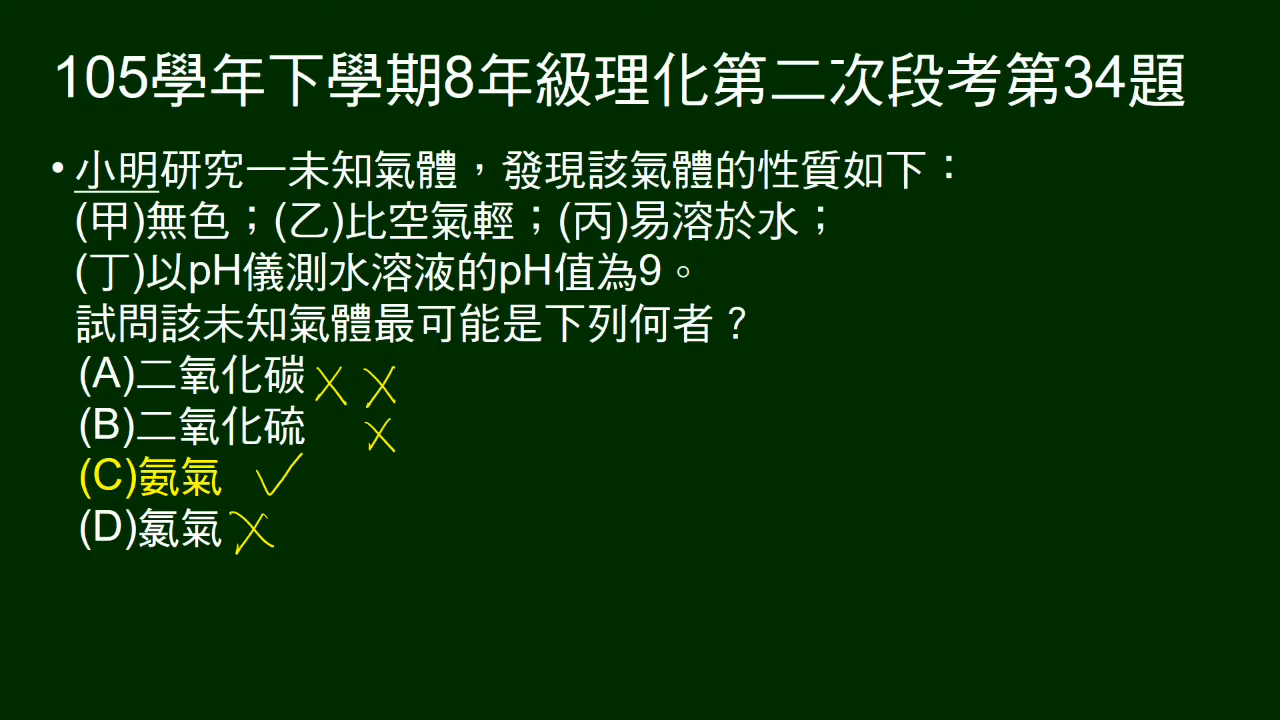 105學年下學期8年級理化第二次段考第34題
• 小明研究一未知氣體，發現該氣體的性質如下：
(甲)無色；(乙)比空氣輕；(丙)易溶於水；
(丁)以pH儀測水溶液的pH值為9。
試問該未知氣體最可能是下列何者？
(A)二氧化碳
(B)二氧化硫
(C)氨氣
(D)氯氣